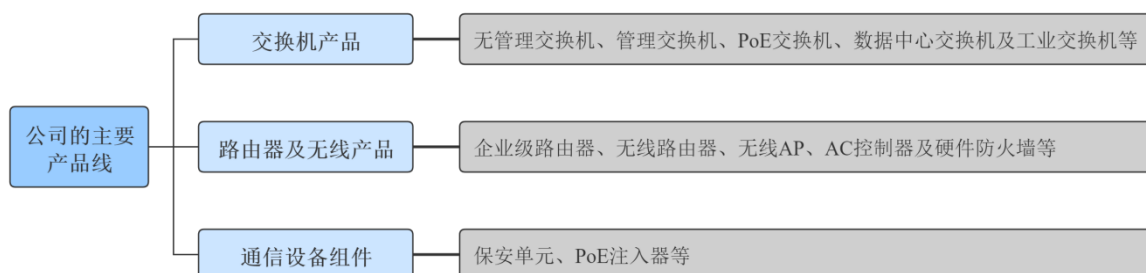 交换机产品
无管理交换机、管理交换机、PoE交换机、数据中心交换机及工业交换机等
公司的主要
产品线
路由器及无线产品
企业级路由器、无线路由器、无线AP、AC控制器及硬件防火墙等
通信设备组件
保安单元、PoE注入器等